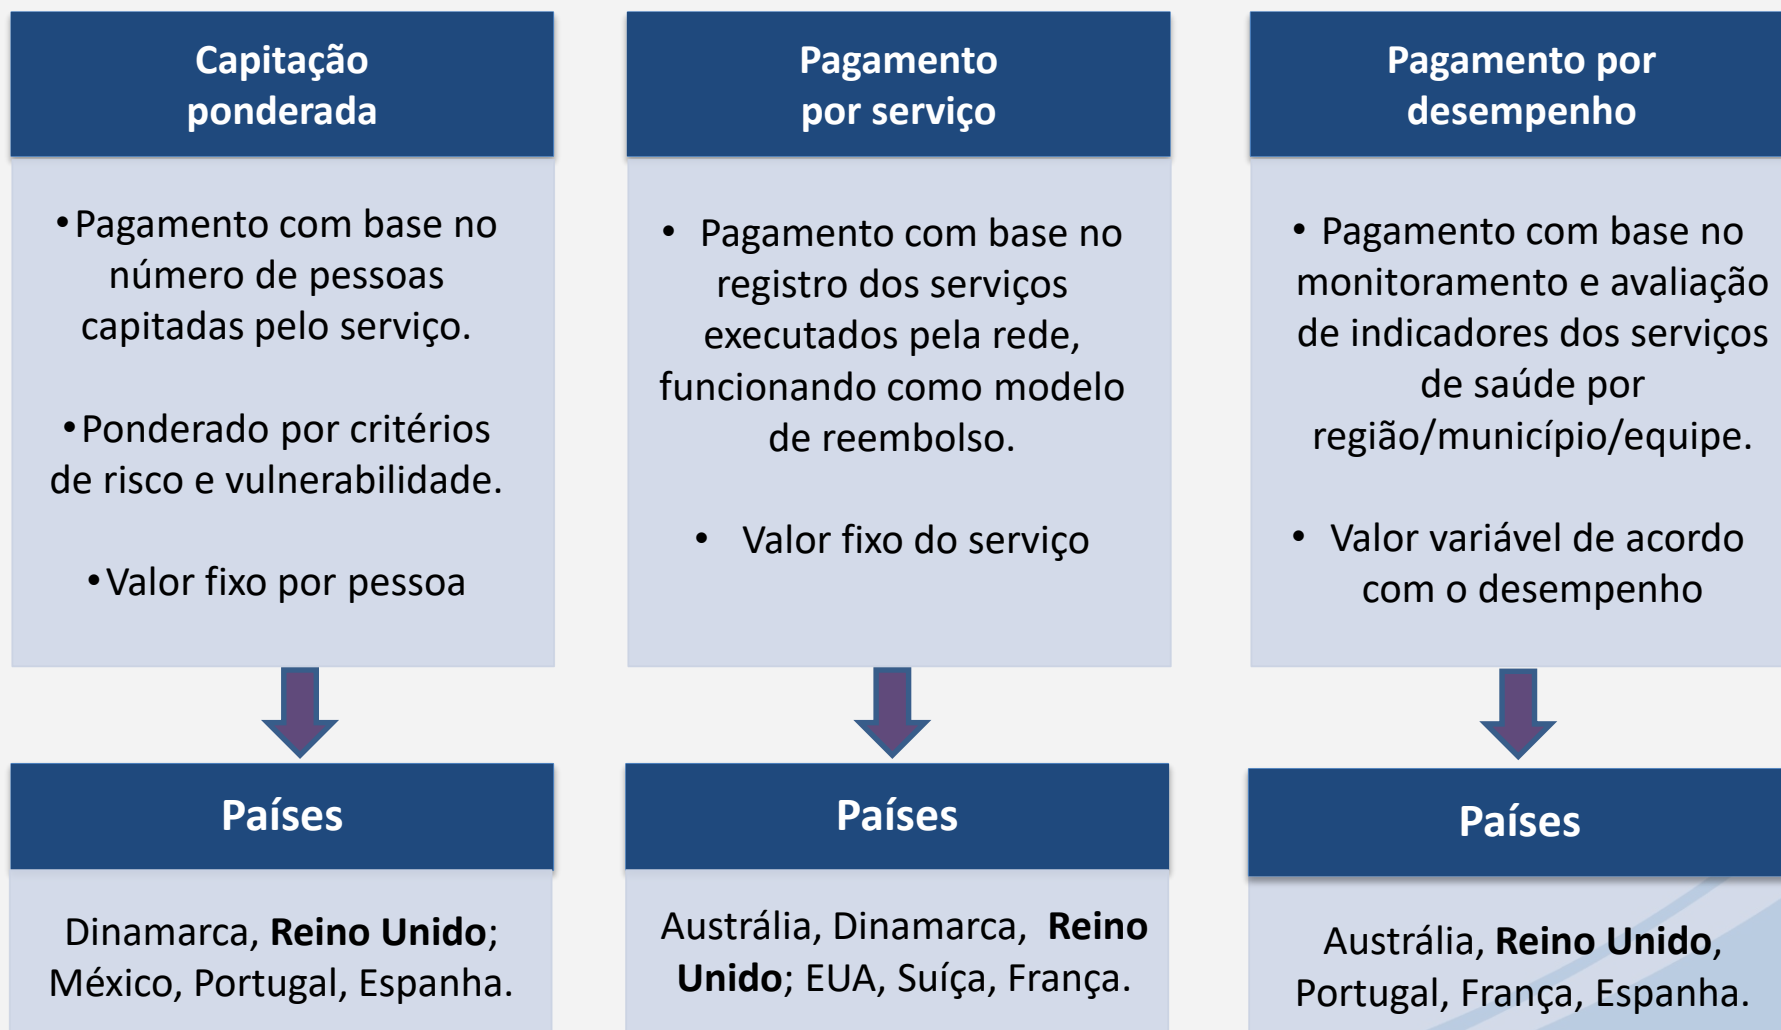 Capitação
ponderada
•Pagamento com base no
número de pessoas
capitadas pelo serviço.
•Ponderado por critérios
de risco e vulnerabilidade.
•Valor fixo por pessoa
Países
Dinamarca, Reino Unido;
México, Portugal, Espanha.
Pagamento
por serviço
• Pagamento com base no
registro dos serviços
executados pela rede,
funcionando como modelo
de reembolso.
• Valor fixo do serviço
Países
Austrália, Dinamarca, Reino
Unido; EUA, Suíça, França.
Pagamento por
desempenho
• Pagamento com base no
monitoramento e avaliação
de indicadores dos serviços
de saúde por
região/município/equipe.
• Valor variável de acordo
com o desempenho
Países
Austrália, Reino Unido,
Portugal, França, Espanha.